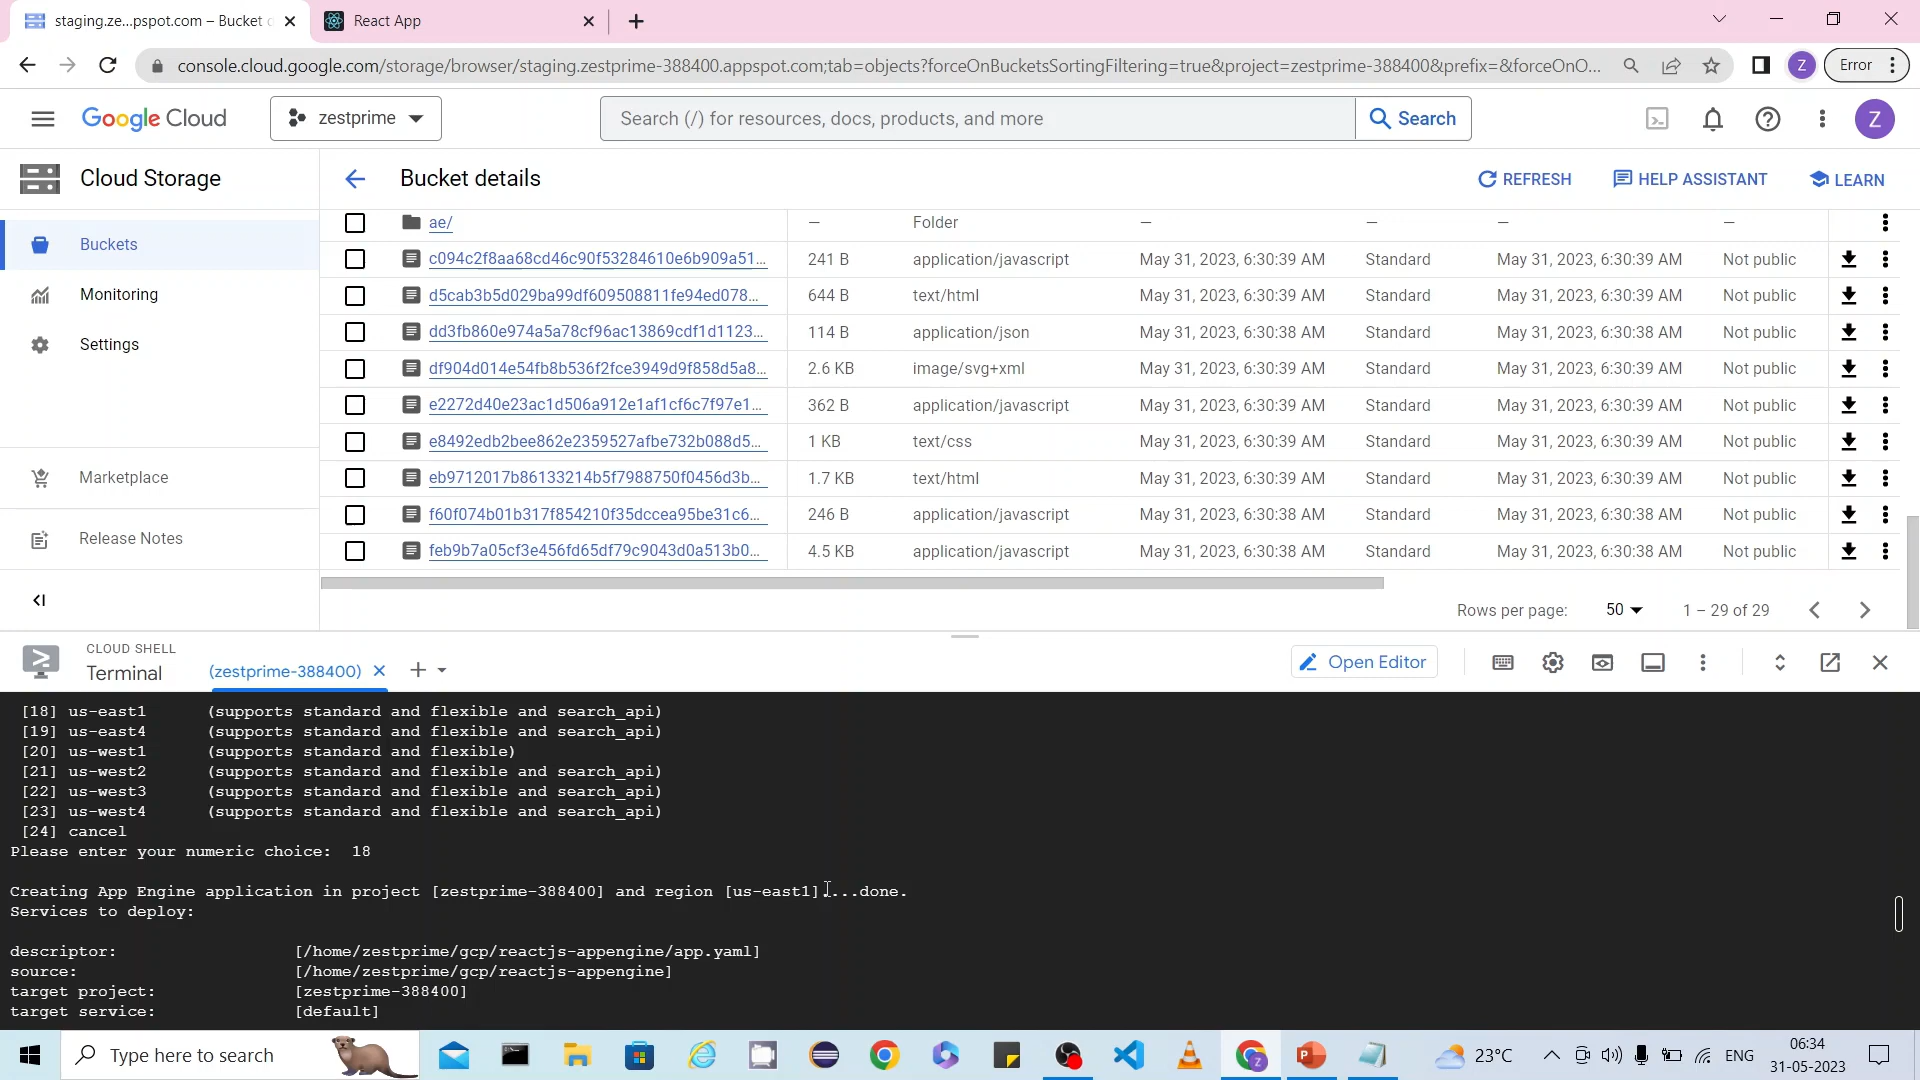 staging.ze...pspot.com – Bucket d
React App
console.cloud.google.com/storage/browser/staging.zestprime-388400.appspot.com;tab=objects?forceOnBucketsSortingFiltering=true&project=zestprime-388400&prefix=&forceOnO...
Z
Error
Google Cloud
zestprime
Search (/) for resources, docs, products, and more
Search
Z
Cloud Storage
Bucket details
REFRESH
HELP ASSISTANT
LEARN
Buckets
Monitoring
Settings
Marketplace
Release Notes
ae/ – Folder – – – –
c094c2f8aa68cd46c90f53284610e6b909a51... 241 B application/javascript May 31, 2023, 6:30:39 AM Standard May 31, 2023, 6:30:39 AM Not public
d5cab3b5d029ba99df609508811fe94ed078... 644 B text/html May 31, 2023, 6:30:39 AM Standard May 31, 2023, 6:30:39 AM Not public
dd3fb860e974a5a78cf96ac13869cdf1d1123... 114 B application/json May 31, 2023, 6:30:38 AM Standard May 31, 2023, 6:30:38 AM Not public
df904d014e54fb8b536f2fce3949d9f858d5a8... 2.6 KB image/svg+xml May 31, 2023, 6:30:39 AM Standard May 31, 2023, 6:30:39 AM Not public
e2272d40e23ac1d506a912e1af1cf6c7f97e1... 362 B application/javascript May 31, 2023, 6:30:39 AM Standard May 31, 2023, 6:30:39 AM Not public
e8492edb2bee862e2359527afbe732b088d5... 1 KB text/css May 31, 2023, 6:30:39 AM Standard May 31, 2023, 6:30:39 AM Not public
eb9712017b86133214b5f7988750f0456d3b... 1.7 KB text/html May 31, 2023, 6:30:39 AM Standard May 31, 2023, 6:30:39 AM Not public
f60f074b01b317f854210f35dccea95be31c6... 246 B application/javascript May 31, 2023, 6:30:38 AM Standard May 31, 2023, 6:30:38 AM Not public
feb9b7a05cf3e456fd65df79c9043d0a513b0... 4.5 KB application/javascript May 31, 2023, 6:30:38 AM Standard May 31, 2023, 6:30:38 AM Not public
Rows per page: 50 1 – 29 of 29
CLOUD SHELL
Terminal
(zestprime-388400)
Open Editor
[18] us-east1 (supports standard and flexible and search_api)
[19] us-east4 (supports standard and flexible and search_api)
[20] us-west1 (supports standard and flexible)
[21] us-west2 (supports standard and flexible and search_api)
[22] us-west3 (supports standard and flexible and search_api)
[23] us-west4 (supports standard and flexible and search_api)
[24] cancel
Please enter your numeric choice: 18
Creating App Engine application in project [zestprime-388400] and region [us-east1]....done.
Services to deploy:
descriptor: [/home/zestprime/gcp/reactjs-appengine/app.yaml]
source: [/home/zestprime/gcp/reactjs-appengine]
target project: [zestprime-388400]
target service: [default]
Type here to search
23°C
ENG
06:34
31-05-2023